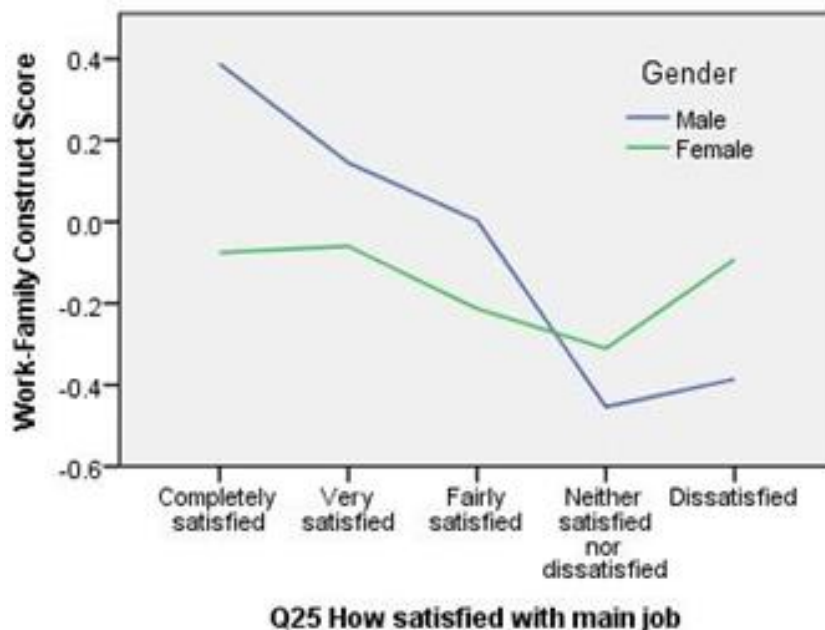 Work-Family Construct Score
0.4
0.2
0.0
-0.2
-0.4
-0.6
Gender
Male
Female
Completely
satisfied
Very
satisfied
Fairly
satisfied
Neither
satisfied
nor
dissatisfied
Dissatisfied
Q25 How satisfied with main job